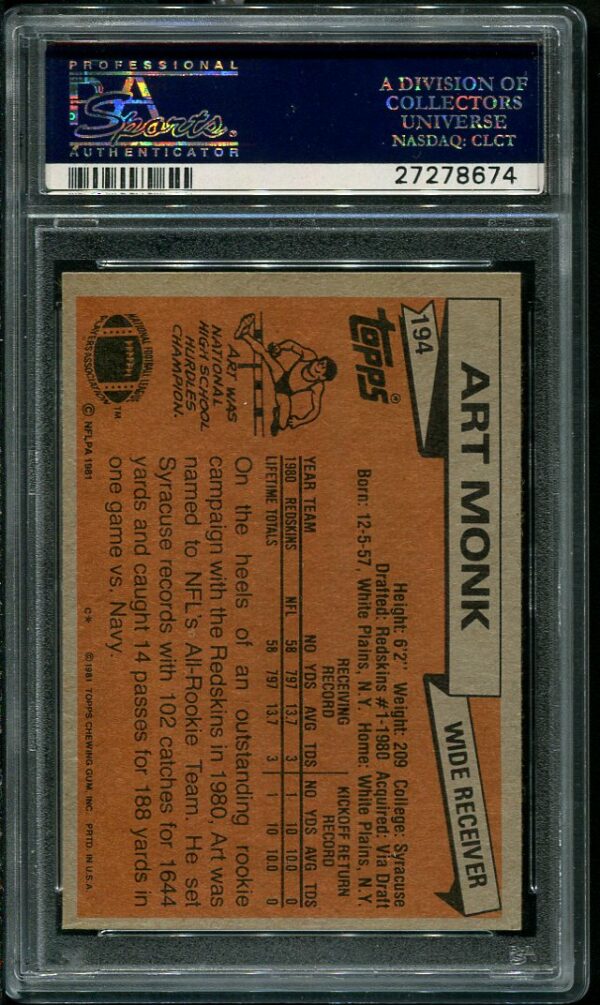 PROFESSIONAL
PSA
Sports
AUTHENTICATOR
A DIVISION OF
COLLECTORS
UNIVERSE
NASDAQ: CLCT
27278674
194
ART MONK
WIDE RECEIVER
topps®
Height: 6'2" Weight: 209 College: Syracuse
Drafted: Redskins #1-1980 Acquired: Via Draft
Born: 12-5-57, White Plains, N.Y. Home: White Plains, N.Y.
RECEIVING RECORD KICKOFF RETURN RECORD
YEAR TEAM NO YDS AVG TDS NO YDS AVG TDS
1980 REDSKINS NFL 58 797 13.7 3 1 10 10.0 0
LIFETIME TOTALS 58 797 13.7 3 1 10 10.0 0
ART WAS
NATIONAL
HIGH SCHOOL
HURDLES
CHAMPION.
On the heels of an outstanding rookie
campaign with the Redskins in 1980, Art was
named to NFL's All-Rookie Team. He set
Syracuse records with 102 catches for 1644
yards and caught 14 passes for 188 yards in
one game vs. Navy.
NATIONAL FOOTBALL LEAGUE
PLAYERS ASSOCIATION
TM
© NFLPA 1981
C* ©1981 TOPPS CHEWING GUM, INC. PRTD. IN U.S.A.